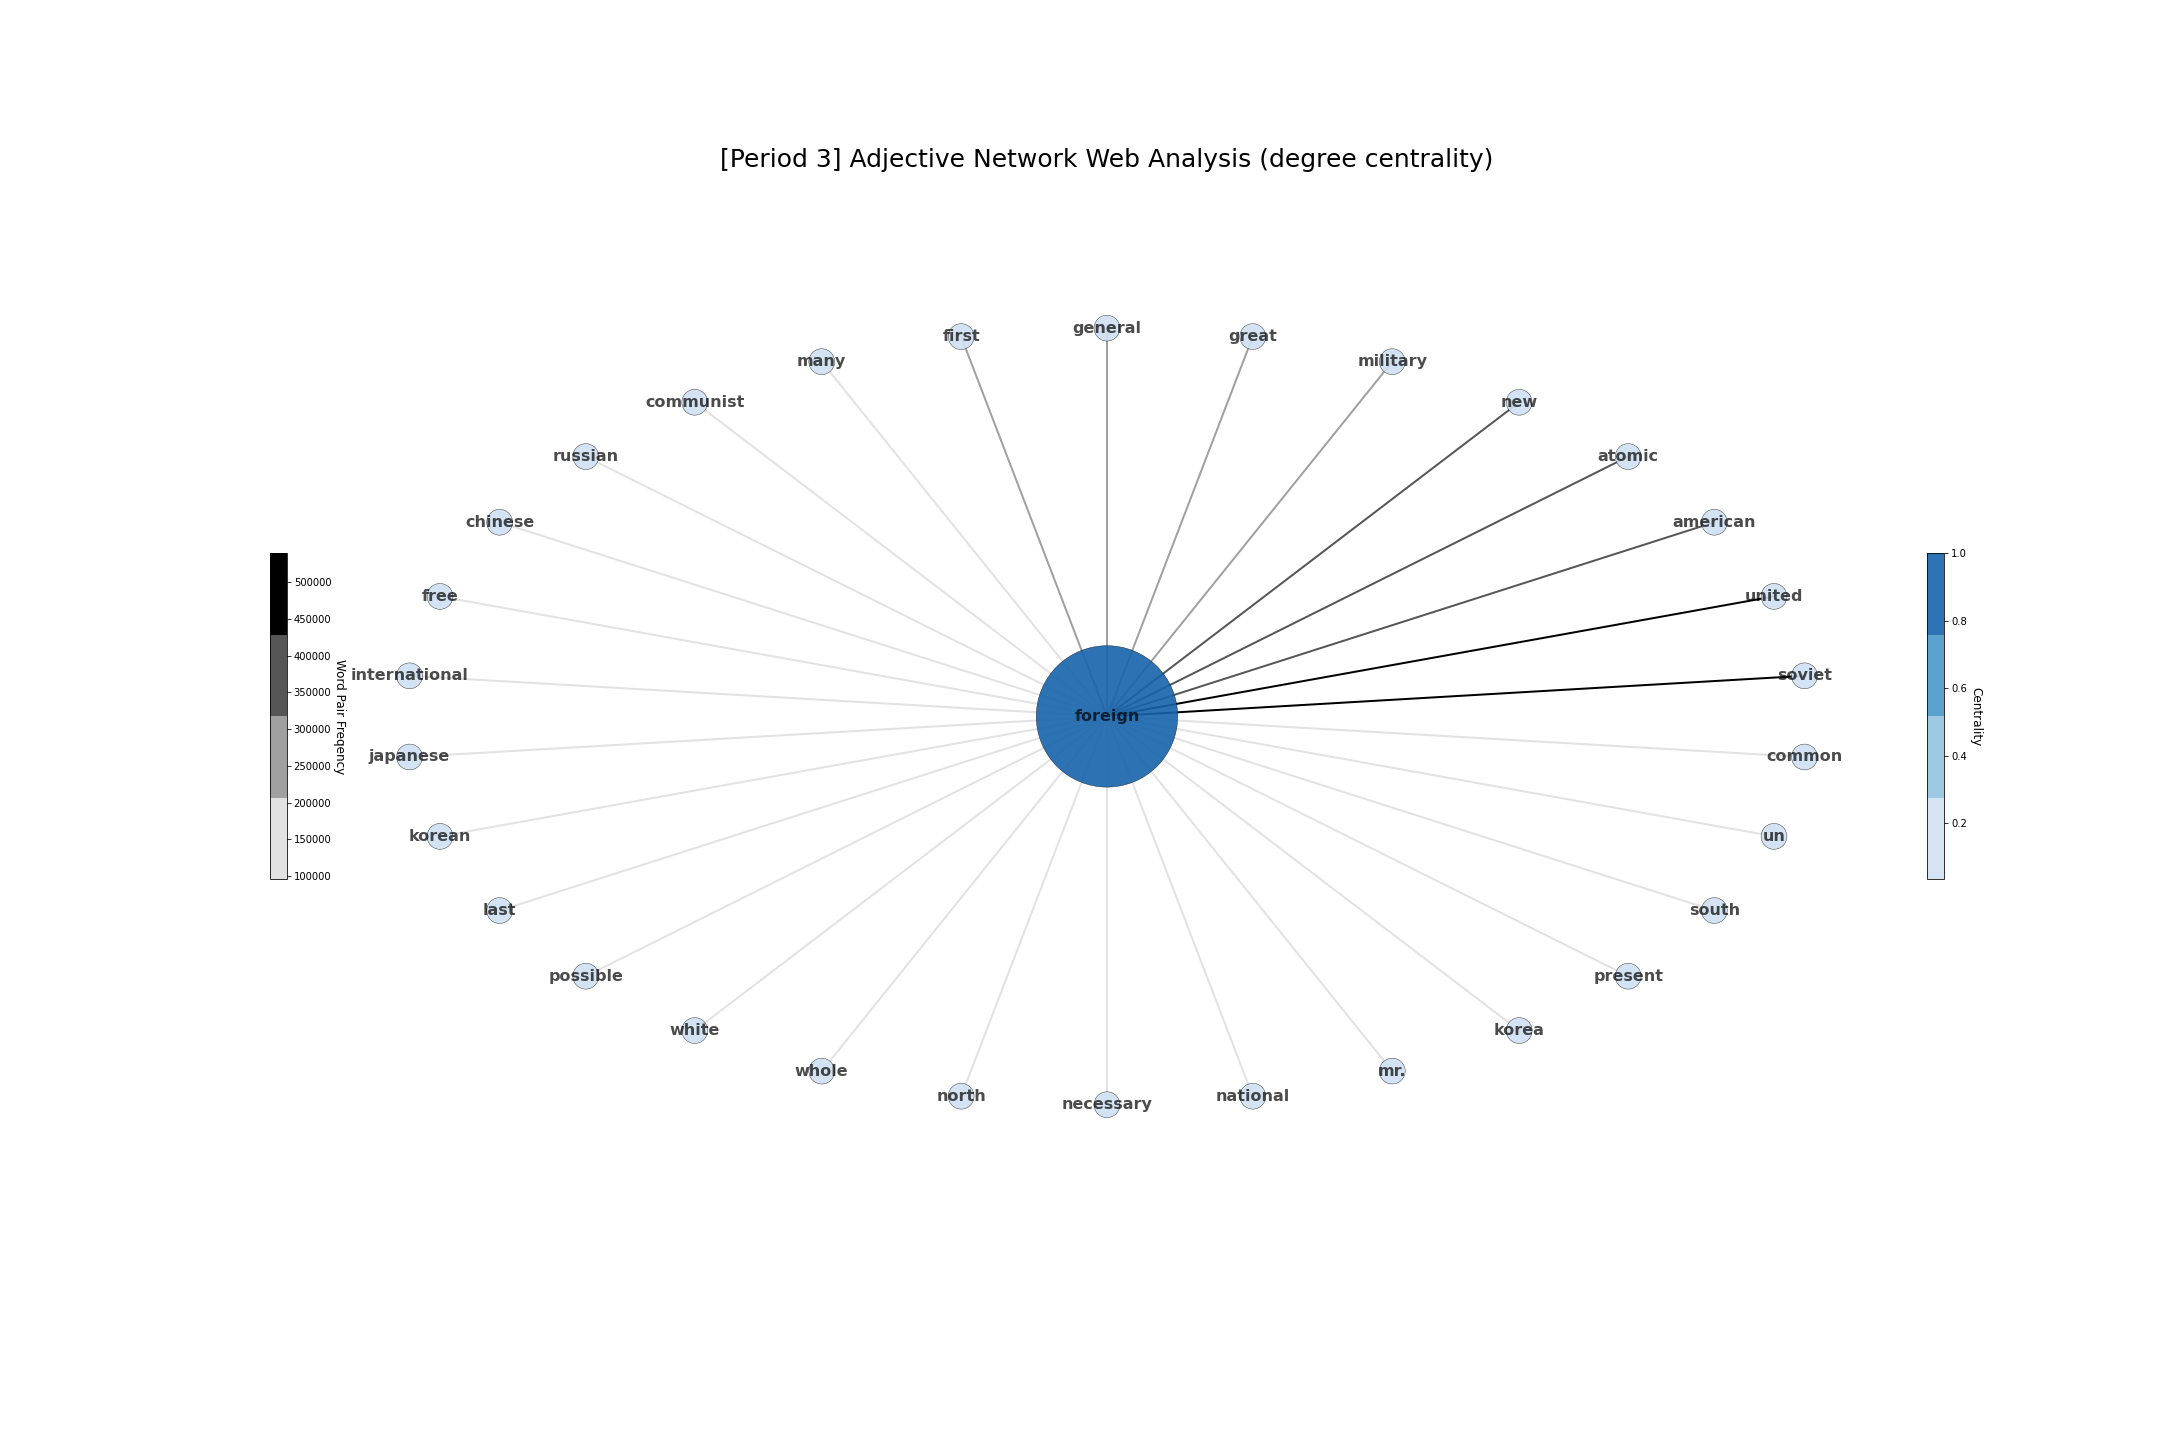 [Period 3] Adjective Network Web Analysis (degree centrality)
general
first
great
many
military
communist
new
russian
atomic
chinese
american
free
united
international
soviet
foreign
japanese
common
korean
un
last
south
possible
present
white
korea
whole
mr.
north
national
necessary
500000
450000
400000
350000
300000
250000
200000
150000
100000
Word Pair Freqency
1.0
0.8
0.6
0.4
0.2
Centrality